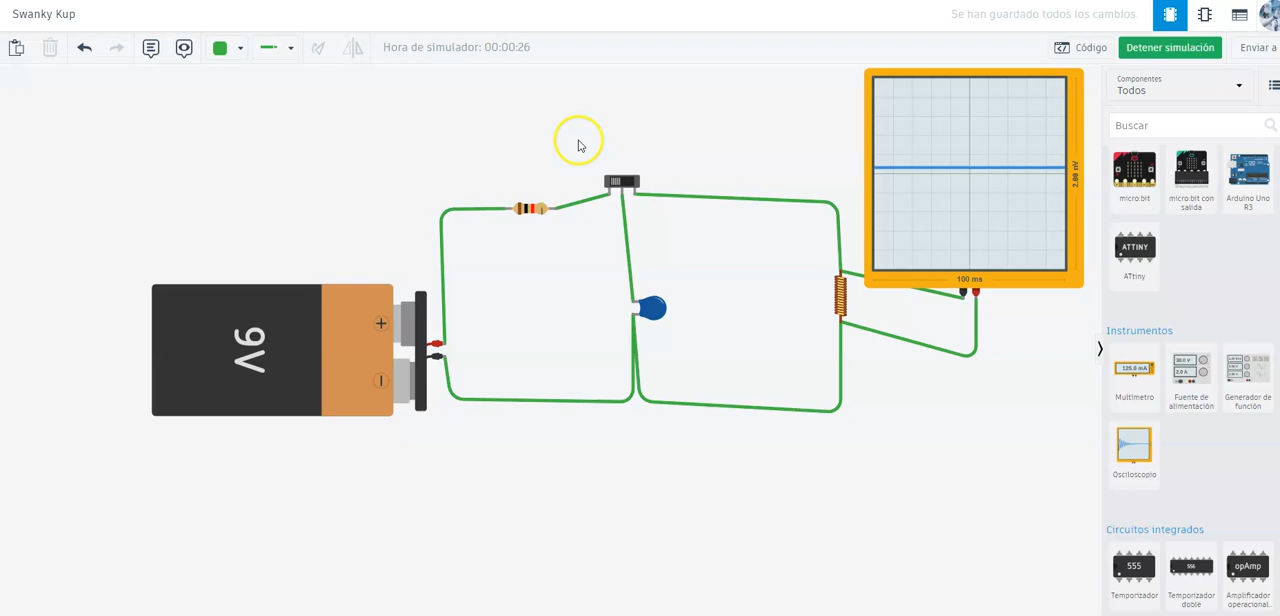 Swanky Kup
Se han guardado todos los cambios.
Hora de simulador: 00:00:26
Código
Detener simulación
Enviar a
Componentes
Todos
Buscar
micro:bit
micro:bit con
salida
Arduino Uno
R3
ATTINY
ATtiny
2.00 nV
100 ms
9V
+
Instrumentos
125.0 mA
Multímetro
Fuente de
alimentación
Generador de
función
Osciloscopio
Circuitos integrados
555
Temporizador
556
Temporizador
doble
opAmp
Amplificador
operacional...